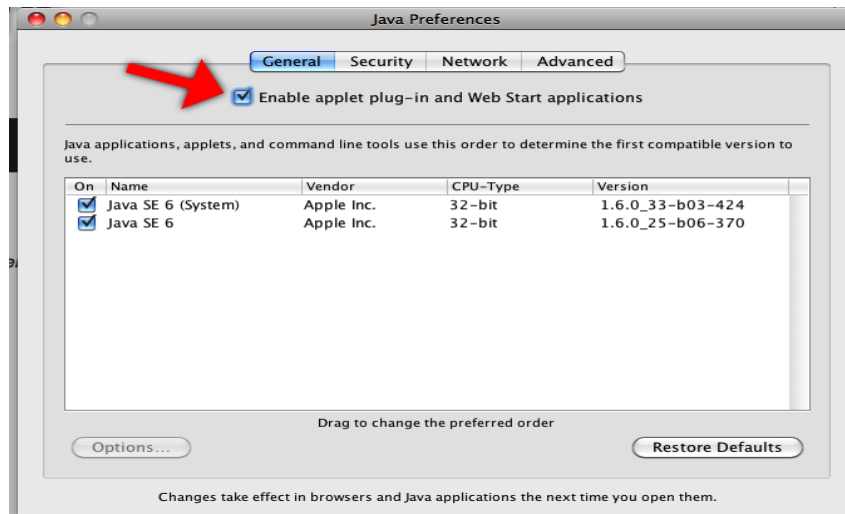 Java Preferences
General Security Network Advanced
Enable applet plug-in and Web Start applications
Java applications, applets, and command line tools use this order to determine the first compatible version to
use.
On Name Vendor CPU-Type Version
Java SE 6 (System) Apple Inc. 32-bit 1.6.0_33-b03-424
Java SE 6 Apple Inc. 32-bit 1.6.0_25-b06-370
Drag to change the preferred order
Options... Restore Defaults
Changes take effect in browsers and Java applications the next time you open them.